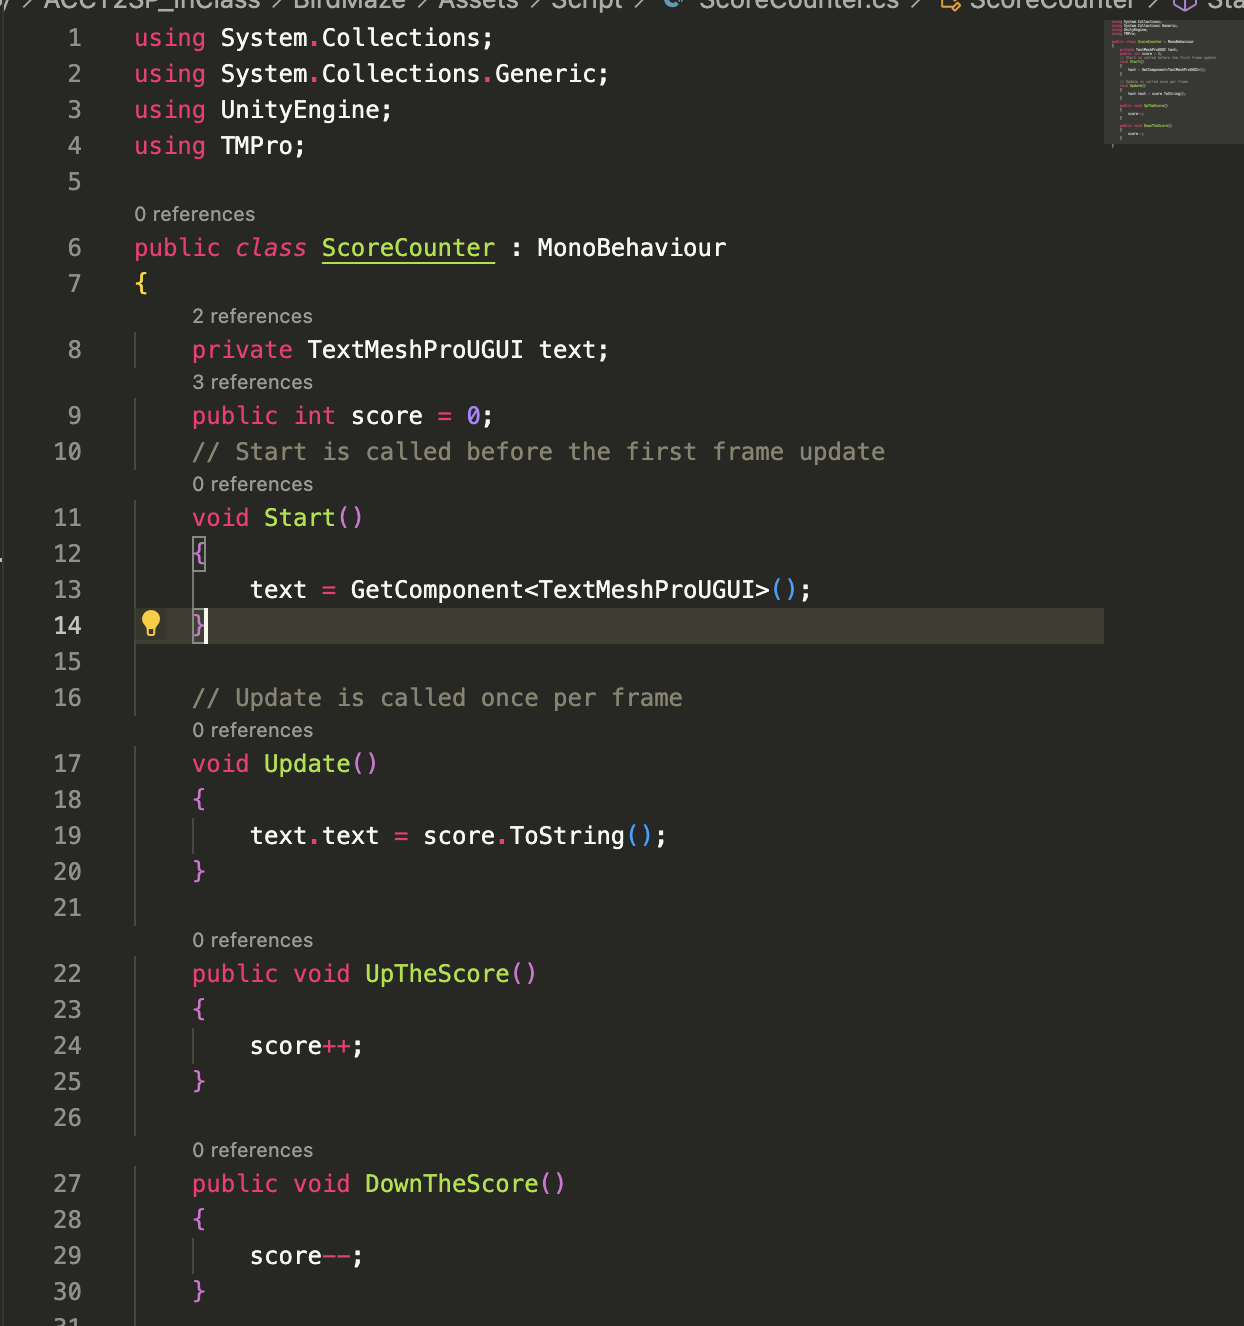 ACCT2SP_InClass > BirdMaze > Assets > Script > ScoreCounter.cs > ScoreCounter >
1 using System.Collections;
2 using System.Collections.Generic;
3 using UnityEngine;
4 using TMPro;
5
0 references
6 public class ScoreCounter : MonoBehaviour
7 {
2 references
8 private TextMeshProUGUI text;
3 references
9 public int score = 0;
10 // Start is called before the first frame update
0 references
11 void Start()
12 {
13 text = GetComponent<TextMeshProUGUI>();
14 }
15
16 // Update is called once per frame
0 references
17 void Update()
18 {
19 text.text = score.ToString();
20 }
21
0 references
22 public void UpTheScore()
23 {
24 score++;
25 }
26
0 references
27 public void DownTheScore()
28 {
29 score--;
30 }
31